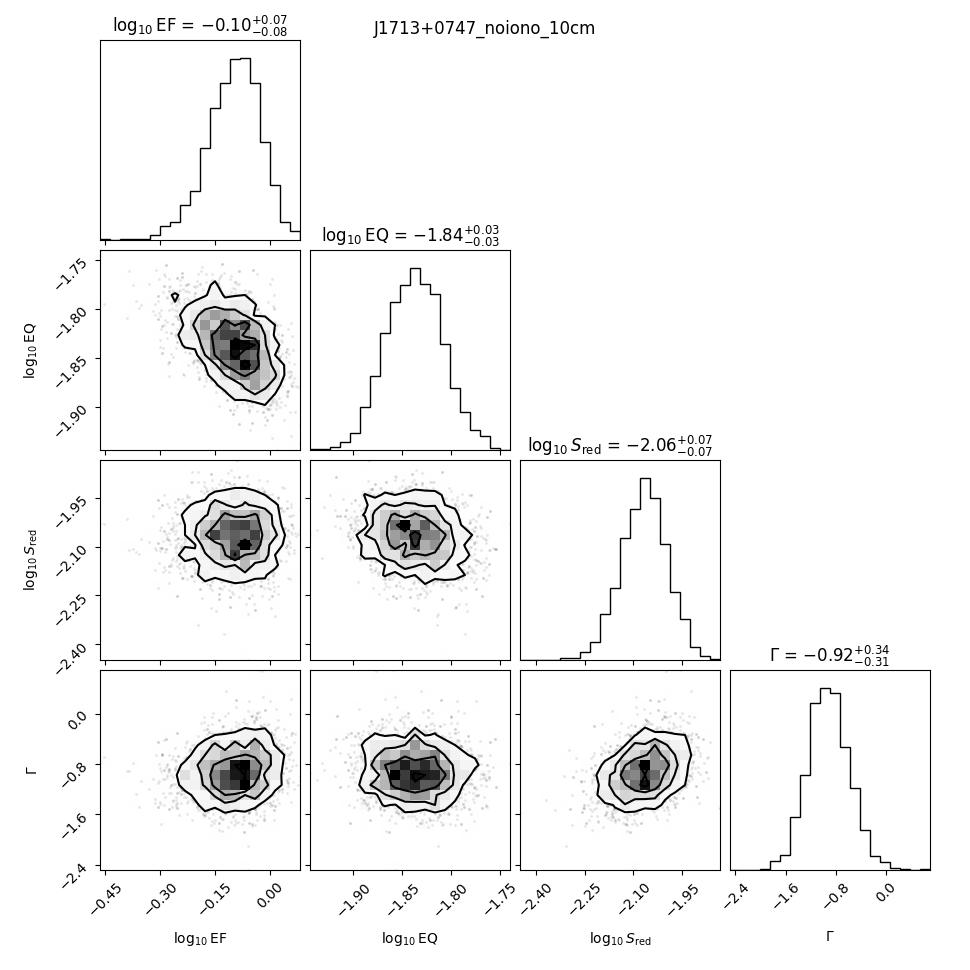 log₁₀ EF = −0.10⁺⁰·⁰⁷₋₀.₀₈
J1713+0747_noiono_10cm
log₁₀ EQ = −1.84⁺⁰·⁰³₋₀.₀₃
−1.75
−1.80
−1.85
−1.90
log₁₀ EQ
log₁₀ S_red = −2.06⁺⁰·⁰⁷₋₀.₀₇
−1.95
−2.10
−2.25
−2.40
log₁₀ S_red
Γ = −0.92⁺⁰·³⁴₋₀.₃₁
0.0
−0.8
−1.6
−2.4
Γ
−0.45 −0.30 −0.15 0.00
−1.90 −1.85 −1.80 −1.75
−2.40 −2.25 −2.10 −1.95
−2.4 −1.6 −0.8 0.0
log₁₀ EF
log₁₀ EQ
log₁₀ S_red
Γ